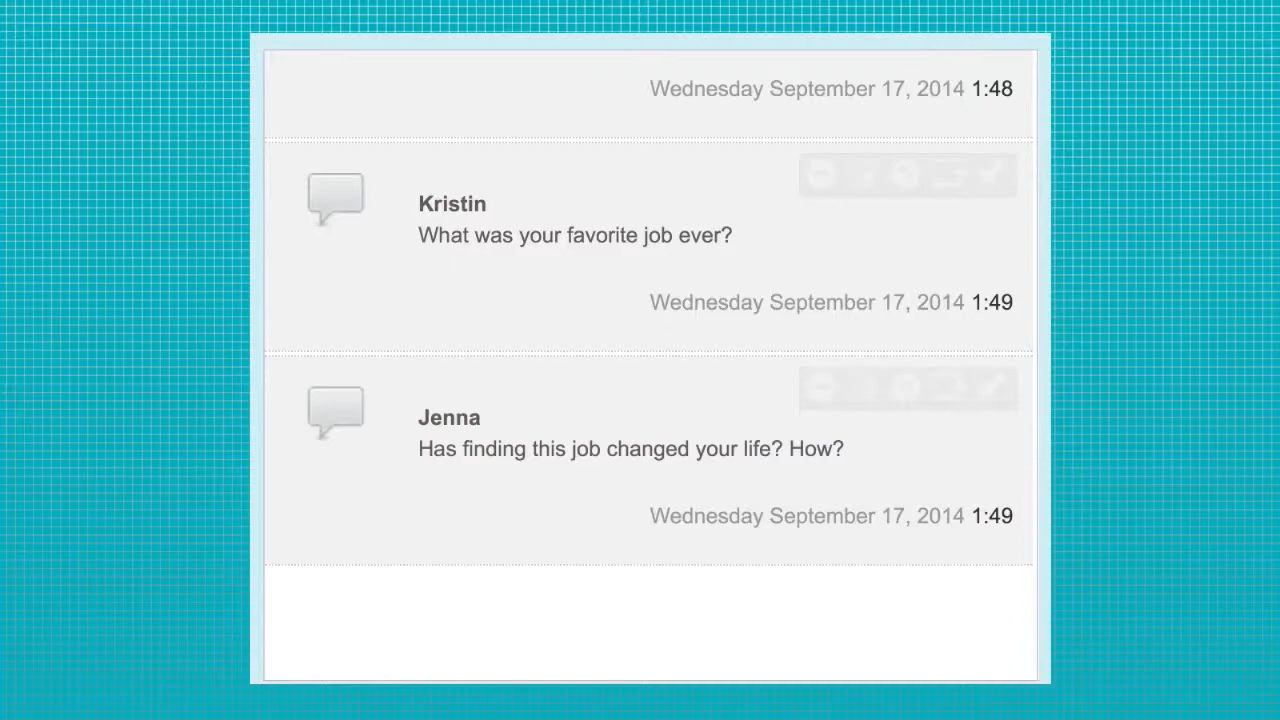 Wednesday September 17, 2014 1:48
Kristin
What was your favorite job ever?
Wednesday September 17, 2014 1:49
Jenna
Has finding this job changed your life? How?
Wednesday September 17, 2014 1:49